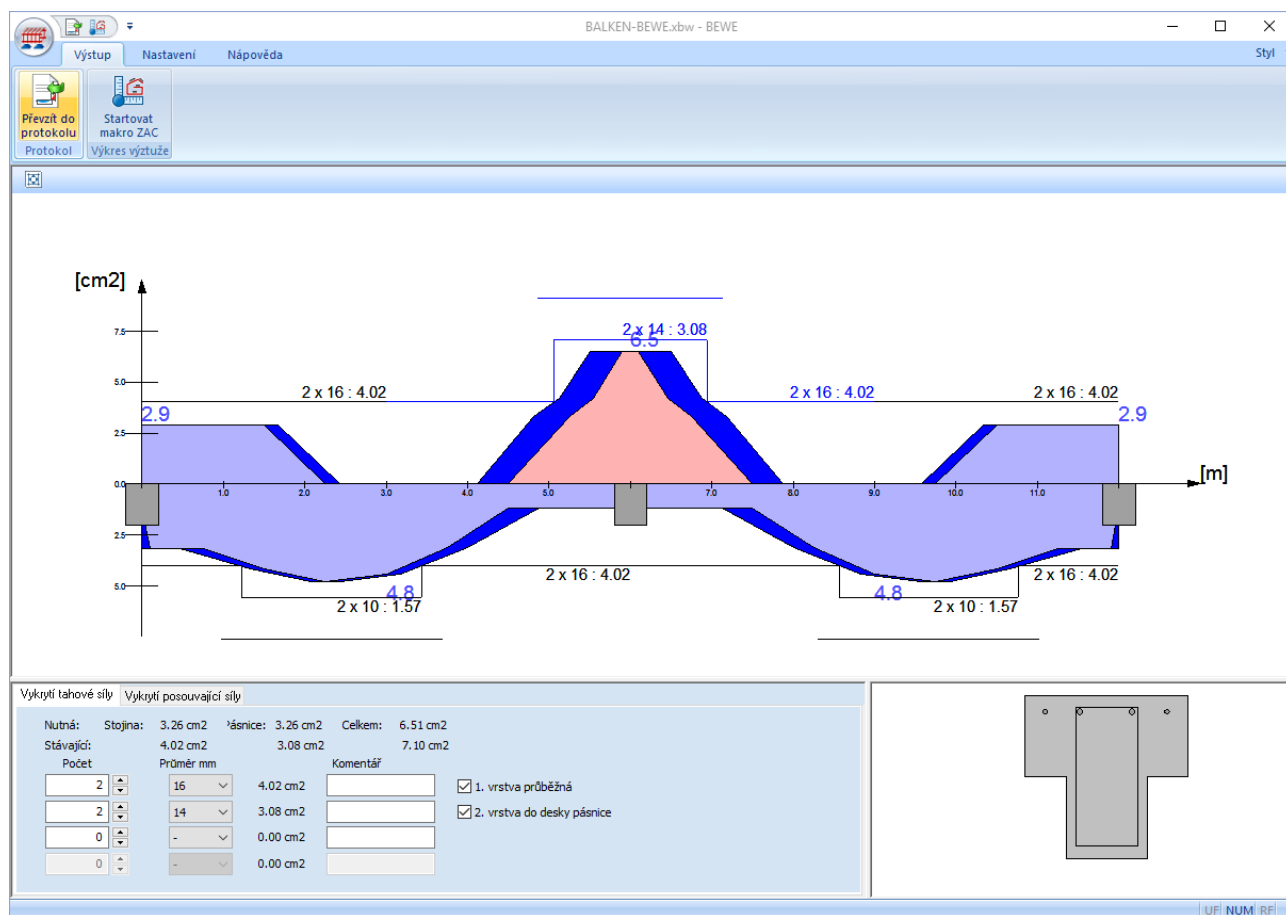 BALKEN-BEWE.xbw - BEWE
Výstup Nastavení Nápověda Styl
Převzít do protokolu
Startovat makro ZAC
Protokol Výkres výztuže
[cm2]
2 x 14 : 3.08
7.5
6.5
5.0
2 x 16 : 4.02 2 x 16 : 4.02 2 x 16 : 4.02
2.9 2.9
2.5
0.0 [m]
1.0 2.0 3.0 4.0 5.0 7.0 8.0 9.0 10.0 11.0
2.5
2 x 16 : 4.02 2 x 16 : 4.02
5.0
4.8 4.8
2 x 10 : 1.57 2 x 10 : 1.57
Vykrytí tahové síly Vykrytí posouvající síly
Nutná: Stojina: 3.26 cm2 ásnice: 3.26 cm2 Celkem: 6.51 cm2
Stávající: 4.02 cm2 3.08 cm2 7.10 cm2
Počet Průměr mm Komentář
2 16 4.02 cm2 1. vrstva průběžná
2 14 3.08 cm2 2. vrstva do desky pásnice
0 - 0.00 cm2
0 - 0.00 cm2
UF NUM RF